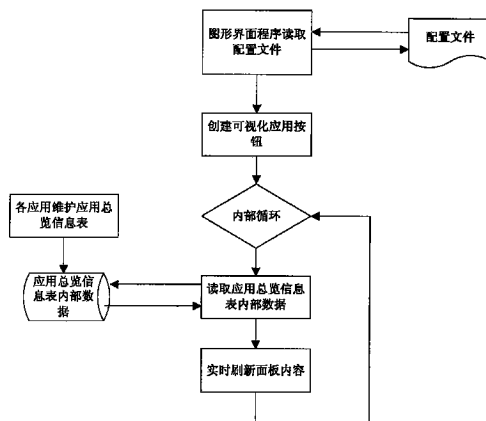 图形界面程序读取
配置文件
配置文件
创建可视化应用按
钮
内部循环
各应用维护应用总
览信息表
应用总览信
息表内部数
据
读取应用总览信息
表内部数据
实时刷新面板内容